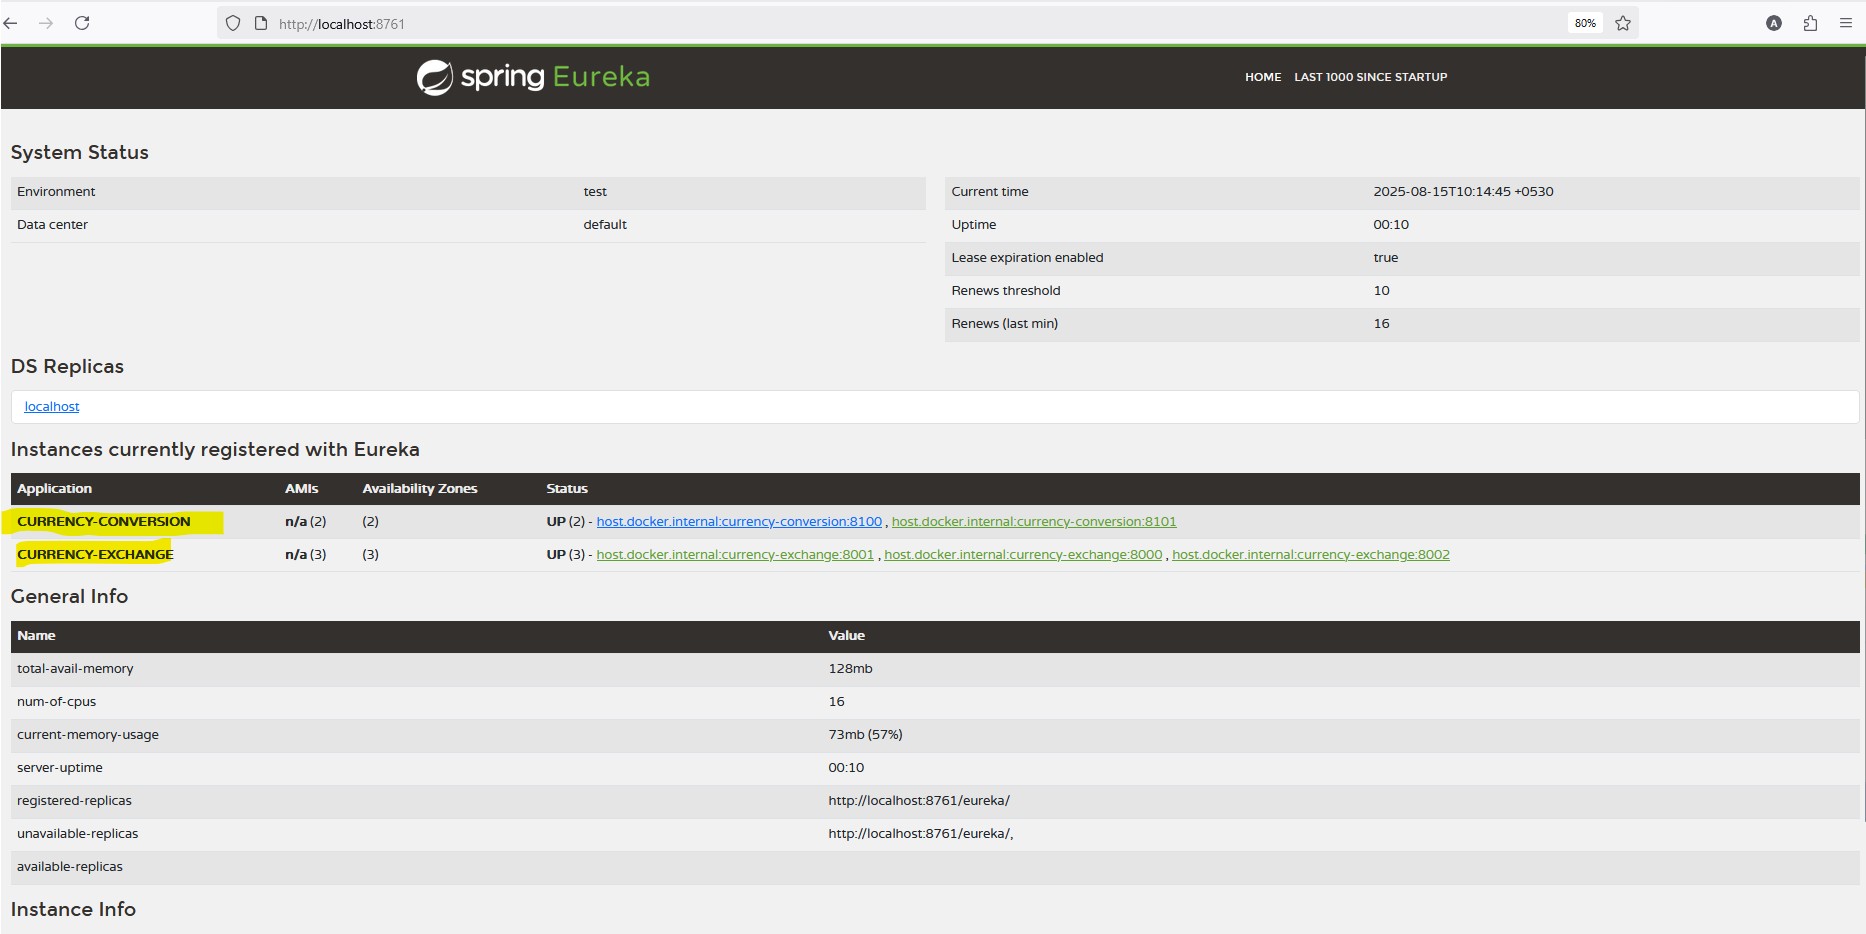 http://localhost:8761 80% A
spring Eureka HOME LAST 1000 SINCE STARTUP
System Status
Environment test
Data center default
Current time 2025-08-15T10:14:45 +0530
Uptime 00:10
Lease expiration enabled true
Renews threshold 10
Renews (last min) 16
DS Replicas
localhost
Instances currently registered with Eureka
Application AMIs Availability Zones Status
CURRENCY-CONVERSION n/a (2) (2) UP (2) - host.docker.internal:currency-conversion:8100 , host.docker.internal:currency-conversion:8101
CURRENCY-EXCHANGE n/a (3) (3) UP (3) - host.docker.internal:currency-exchange:8001 , host.docker.internal:currency-exchange:8000 , host.docker.internal:currency-exchange:8002
General Info
Name Value
total-avail-memory 128mb
num-of-cpus 16
current-memory-usage 73mb (57%)
server-uptime 00:10
registered-replicas http://localhost:8761/eureka/
unavailable-replicas http://localhost:8761/eureka/,
available-replicas
Instance Info